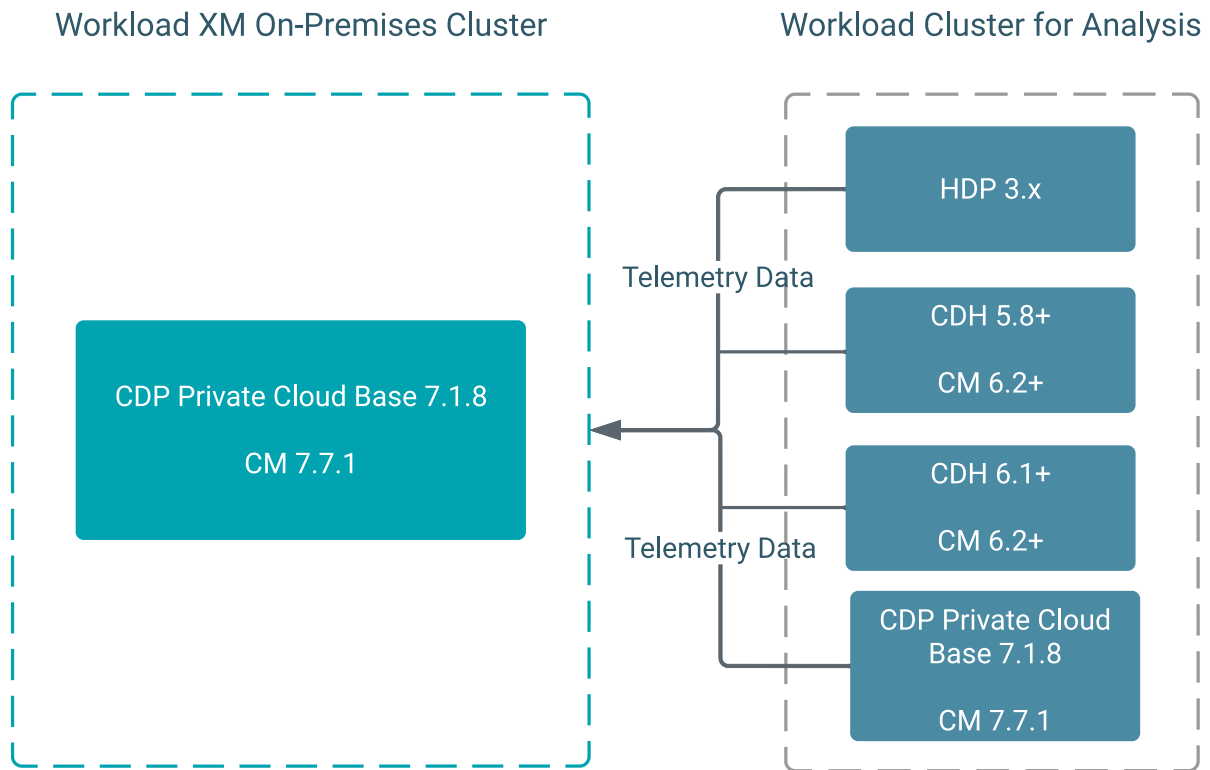 Workload XM On-Premises Cluster
Workload Cluster for Analysis
CDP Private Cloud Base 7.1.8
CM 7.7.1
Telemetry Data
Telemetry Data
HDP 3.x
CDH 5.8+
CM 6.2+
CDH 6.1+
CM 6.2+
CDP Private Cloud
Base 7.1.8
CM 7.7.1